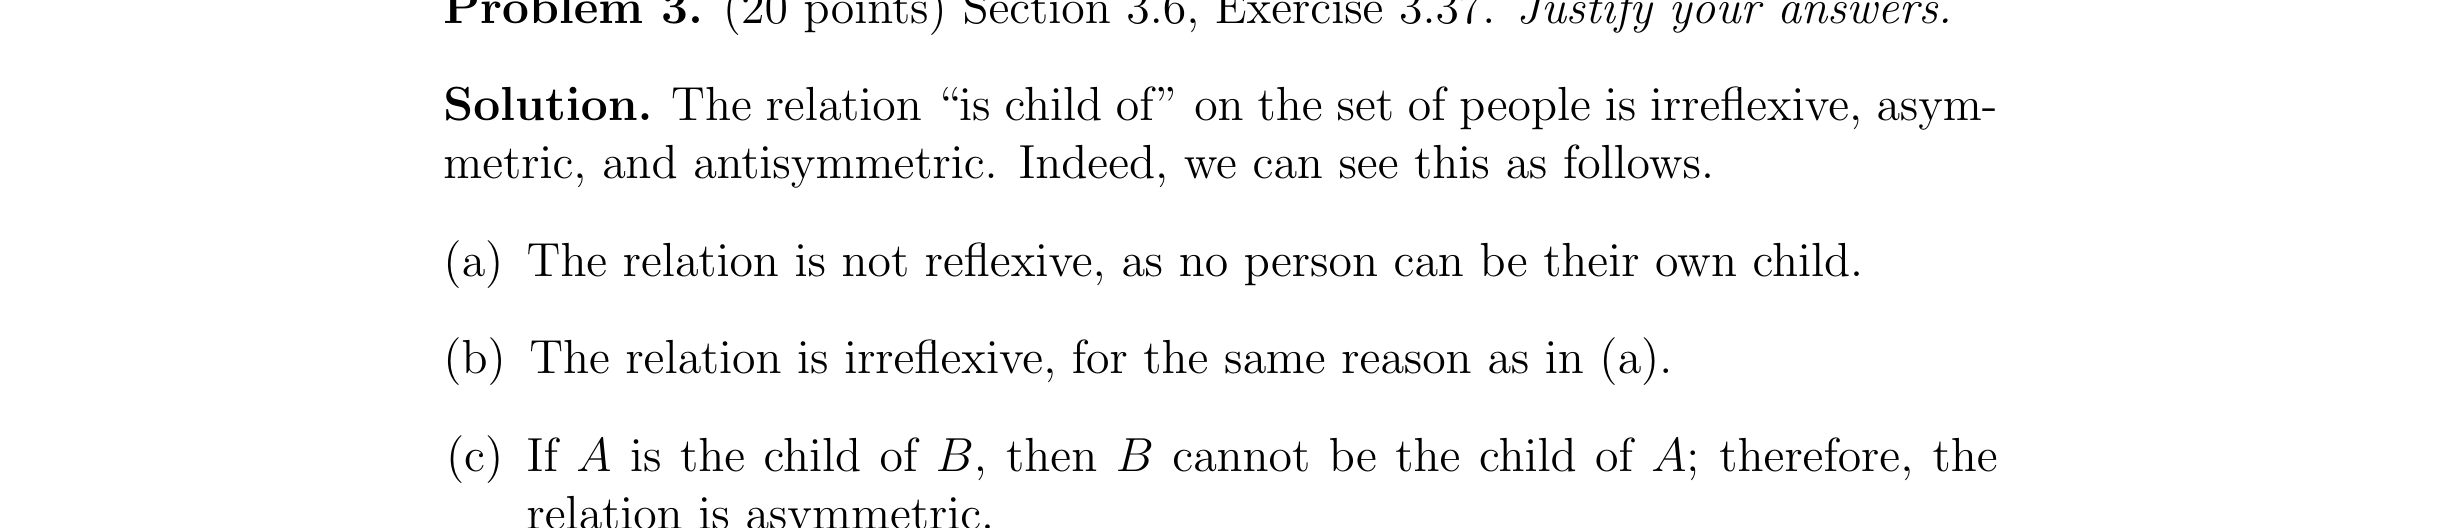 Problem 3. (20 points) Section 3.6, Exercise 3.37. Justify your answers.
Solution. The relation “is child of” on the set of people is irreflexive, asym-
metric, and antisymmetric. Indeed, we can see this as follows.
(a) The relation is not reflexive, as no person can be their own child.
(b) The relation is irreflexive, for the same reason as in (a).
(c) If A is the child of B, then B cannot be the child of A; therefore, the
relation is asymmetric.